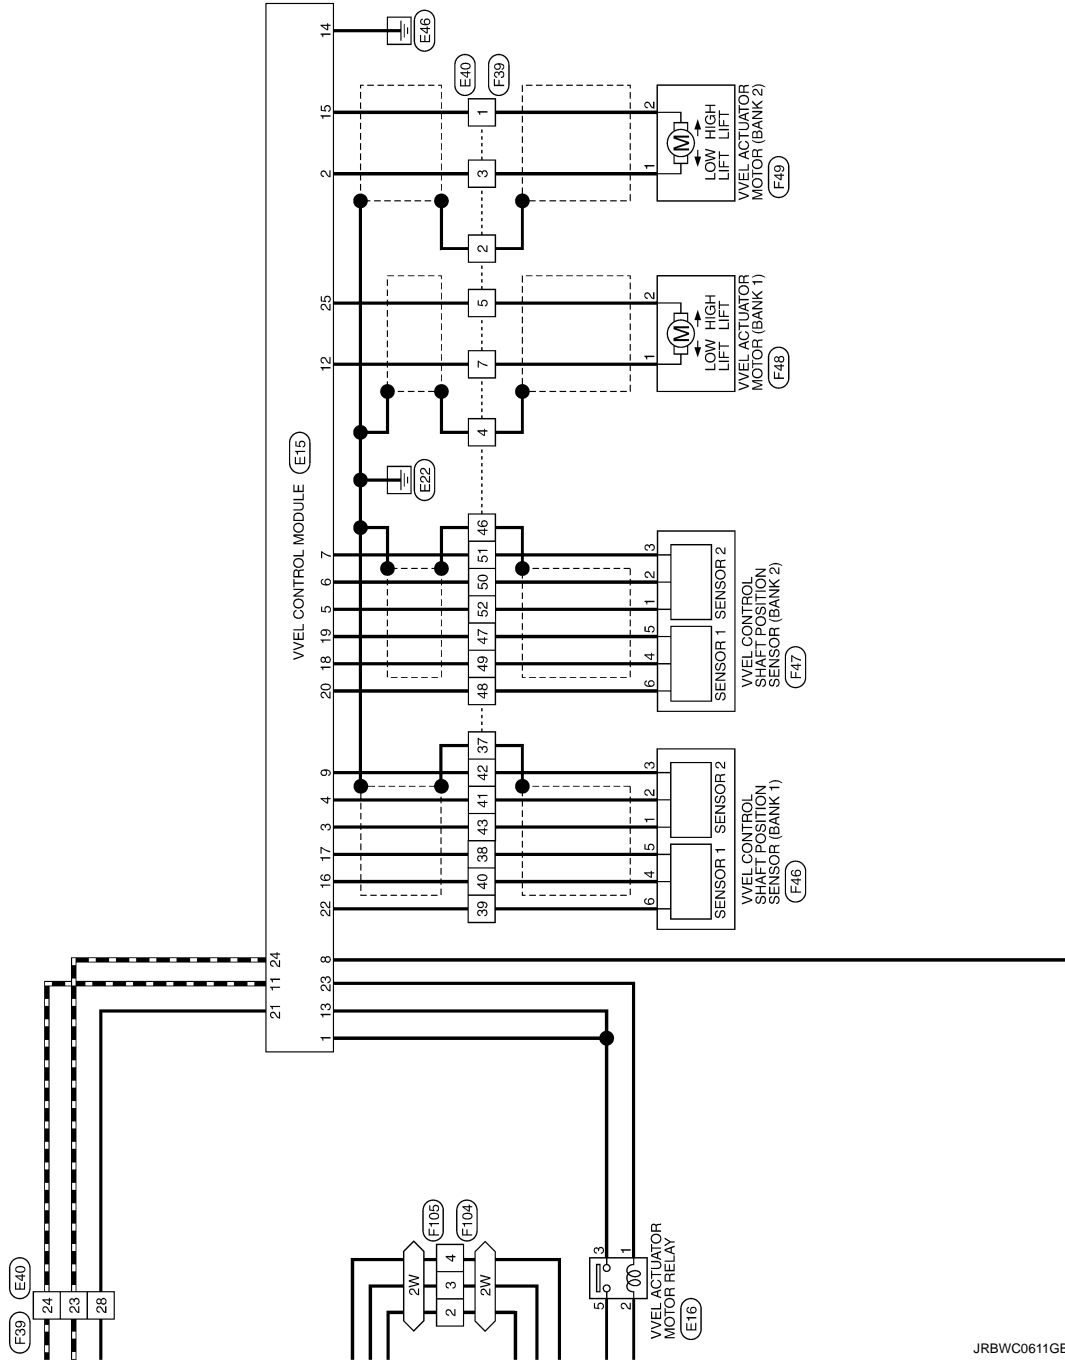 14
E46
E40
F39
15
1
2
2
3
1
HIGH LIFT
LOW LIFT
M
VVEL ACTUATOR
MOTOR (BANK 2)
F49
2
25
5
2
12
7
1
HIGH LIFT
LOW LIFT
M
VVEL ACTUATOR
MOTOR (BANK 1)
F48
4
VVEL CONTROL MODULE
E15
E22
46
7
51
3
6
50
2
5
52
1
19
47
5
18
49
4
20
48
6
SENSOR 1
SENSOR 2
VVEL CONTROL
SHAFT POSITION
SENSOR (BANK 2)
F47
37
9
42
3
4
41
2
3
43
1
17
38
5
16
40
4
22
39
6
SENSOR 1
SENSOR 2
VVEL CONTROL
SHAFT POSITION
SENSOR (BANK 1)
F46
24
8
11
23
21
13
1
F105
F104
2W
4
3
2
2W
3
1
5
2
VVEL ACTUATOR
MOTOR RELAY
E16
F39
E40
24
23
28
JRBWC0611GE